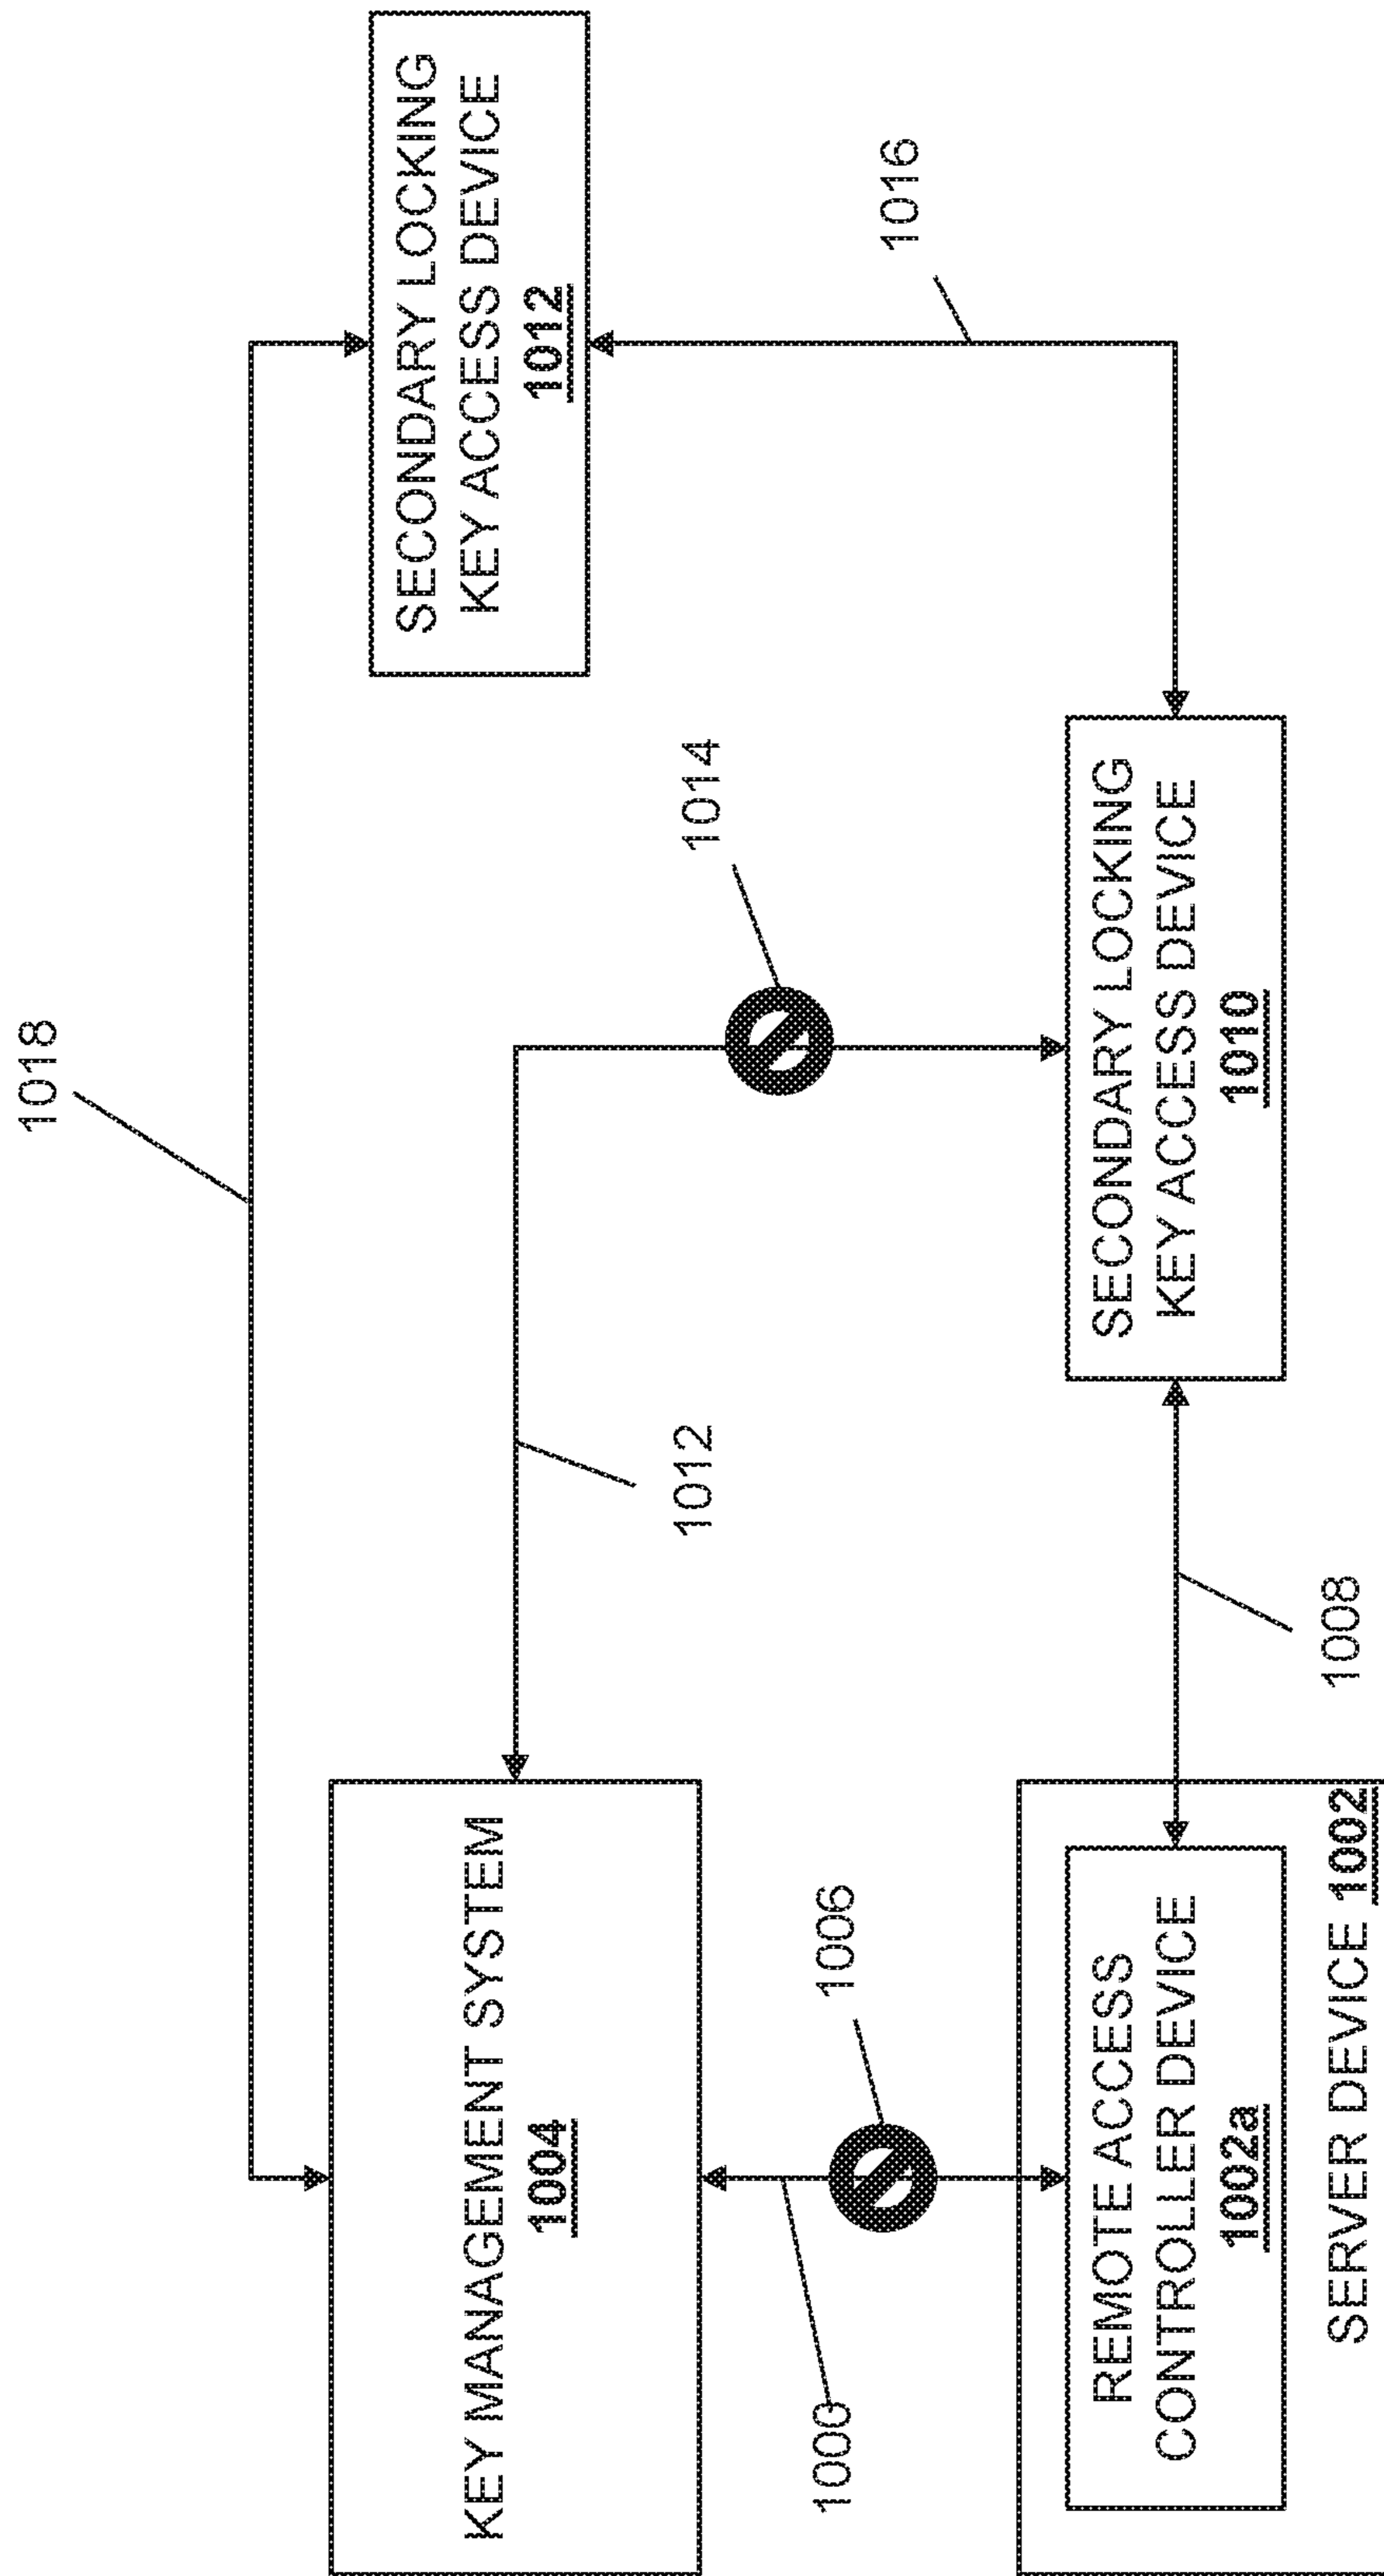 1018
KEY MANAGEMENT SYSTEM
1004
SECONDARY LOCKING
KEY ACCESS DEVICE
1012
1012
1014
1000
1006
1016
REMOTE ACCESS
CONTROLLER DEVICE
1002a
SECONDARY LOCKING
KEY ACCESS DEVICE
1010
SERVER DEVICE 1002
1008